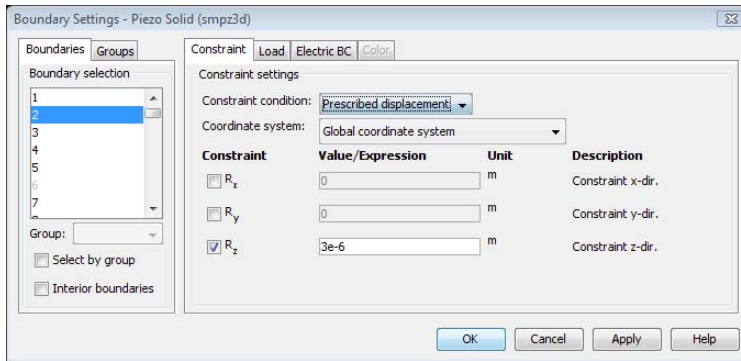 Boundary Settings - Piezo Solid (smpz3d)
Boundaries Groups
Boundary selection
1
2
3
4
5
6
7
Group:
Select by group
Interior boundaries
Constraint Load Electric BC Color
Constraint settings
Constraint condition: Prescribed displacement
Coordinate system: Global coordinate system
Constraint Value/Expression Unit Description
Rx 0 m Constraint x-dir.
Ry 0 m Constraint y-dir.
Rz 3e-6 m Constraint z-dir.
OK Cancel Apply Help